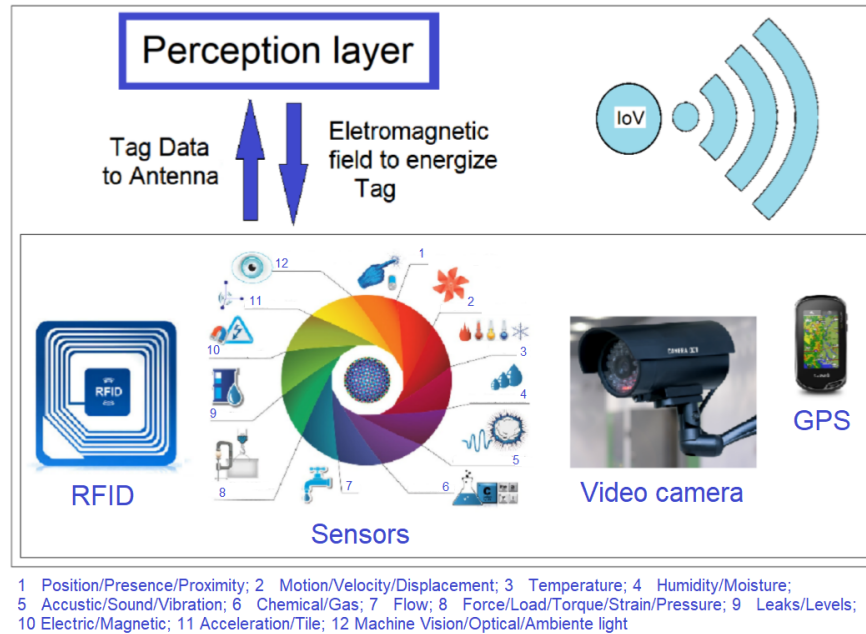 Perception layer
Tag Data
to Antenna
Eletromagnetic
field to energize
Tag
IoV
12
1
11
2
10
3
9
4
8
7
6
5
RFID
RFID
Sensors
CAMERA
Video camera
GPS
1 Position/Presence/Proximity; 2 Motion/Velocity/Displacement; 3 Temperature; 4 Humidity/Moisture;
5 Accustic/Sound/Vibration; 6 Chemical/Gas; 7 Flow; 8 Force/Load/Torque/Strain/Pressure; 9 Leaks/Levels;
10 Electric/Magnetic; 11 Acceleration/Tile; 12 Machine Vision/Optical/Ambiente light